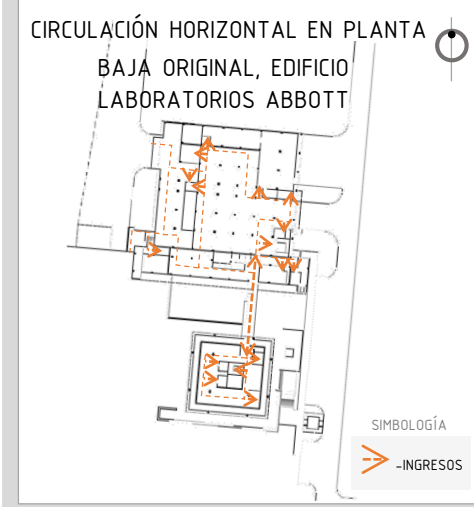 CIRCULACIÓN HORIZONTAL EN PLANTA
BAJA ORIGINAL, EDIFICIO
LABORATORIOS ABBOTT
SIMBOLOGÍA
-INGRESOS